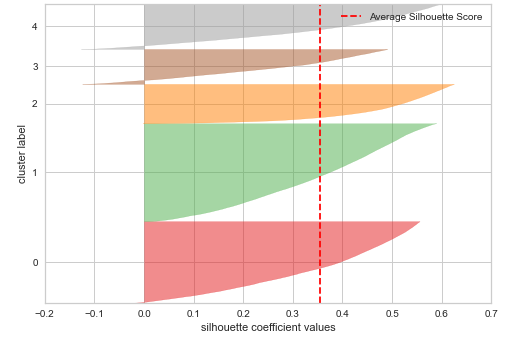 Average Silhouette Score
cluster label
4
3
2
1
0
−0.2 −0.1 0.0 0.1 0.2 0.3 0.4 0.5 0.6 0.7
silhouette coefficient values